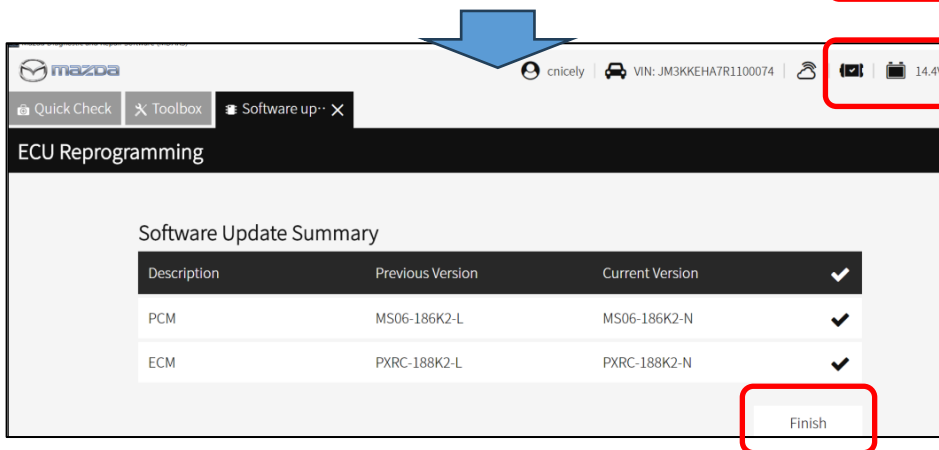 mazda
cnicely VIN: JM3KKEHA7R1100074 14.4V
Quick Check Toolbox Software up··
ECU Reprogramming
Software Update Summary
Description Previous Version Current Version
PCM MS06-186K2-L MS06-186K2-N
ECM PXRC-188K2-L PXRC-188K2-N
Finish